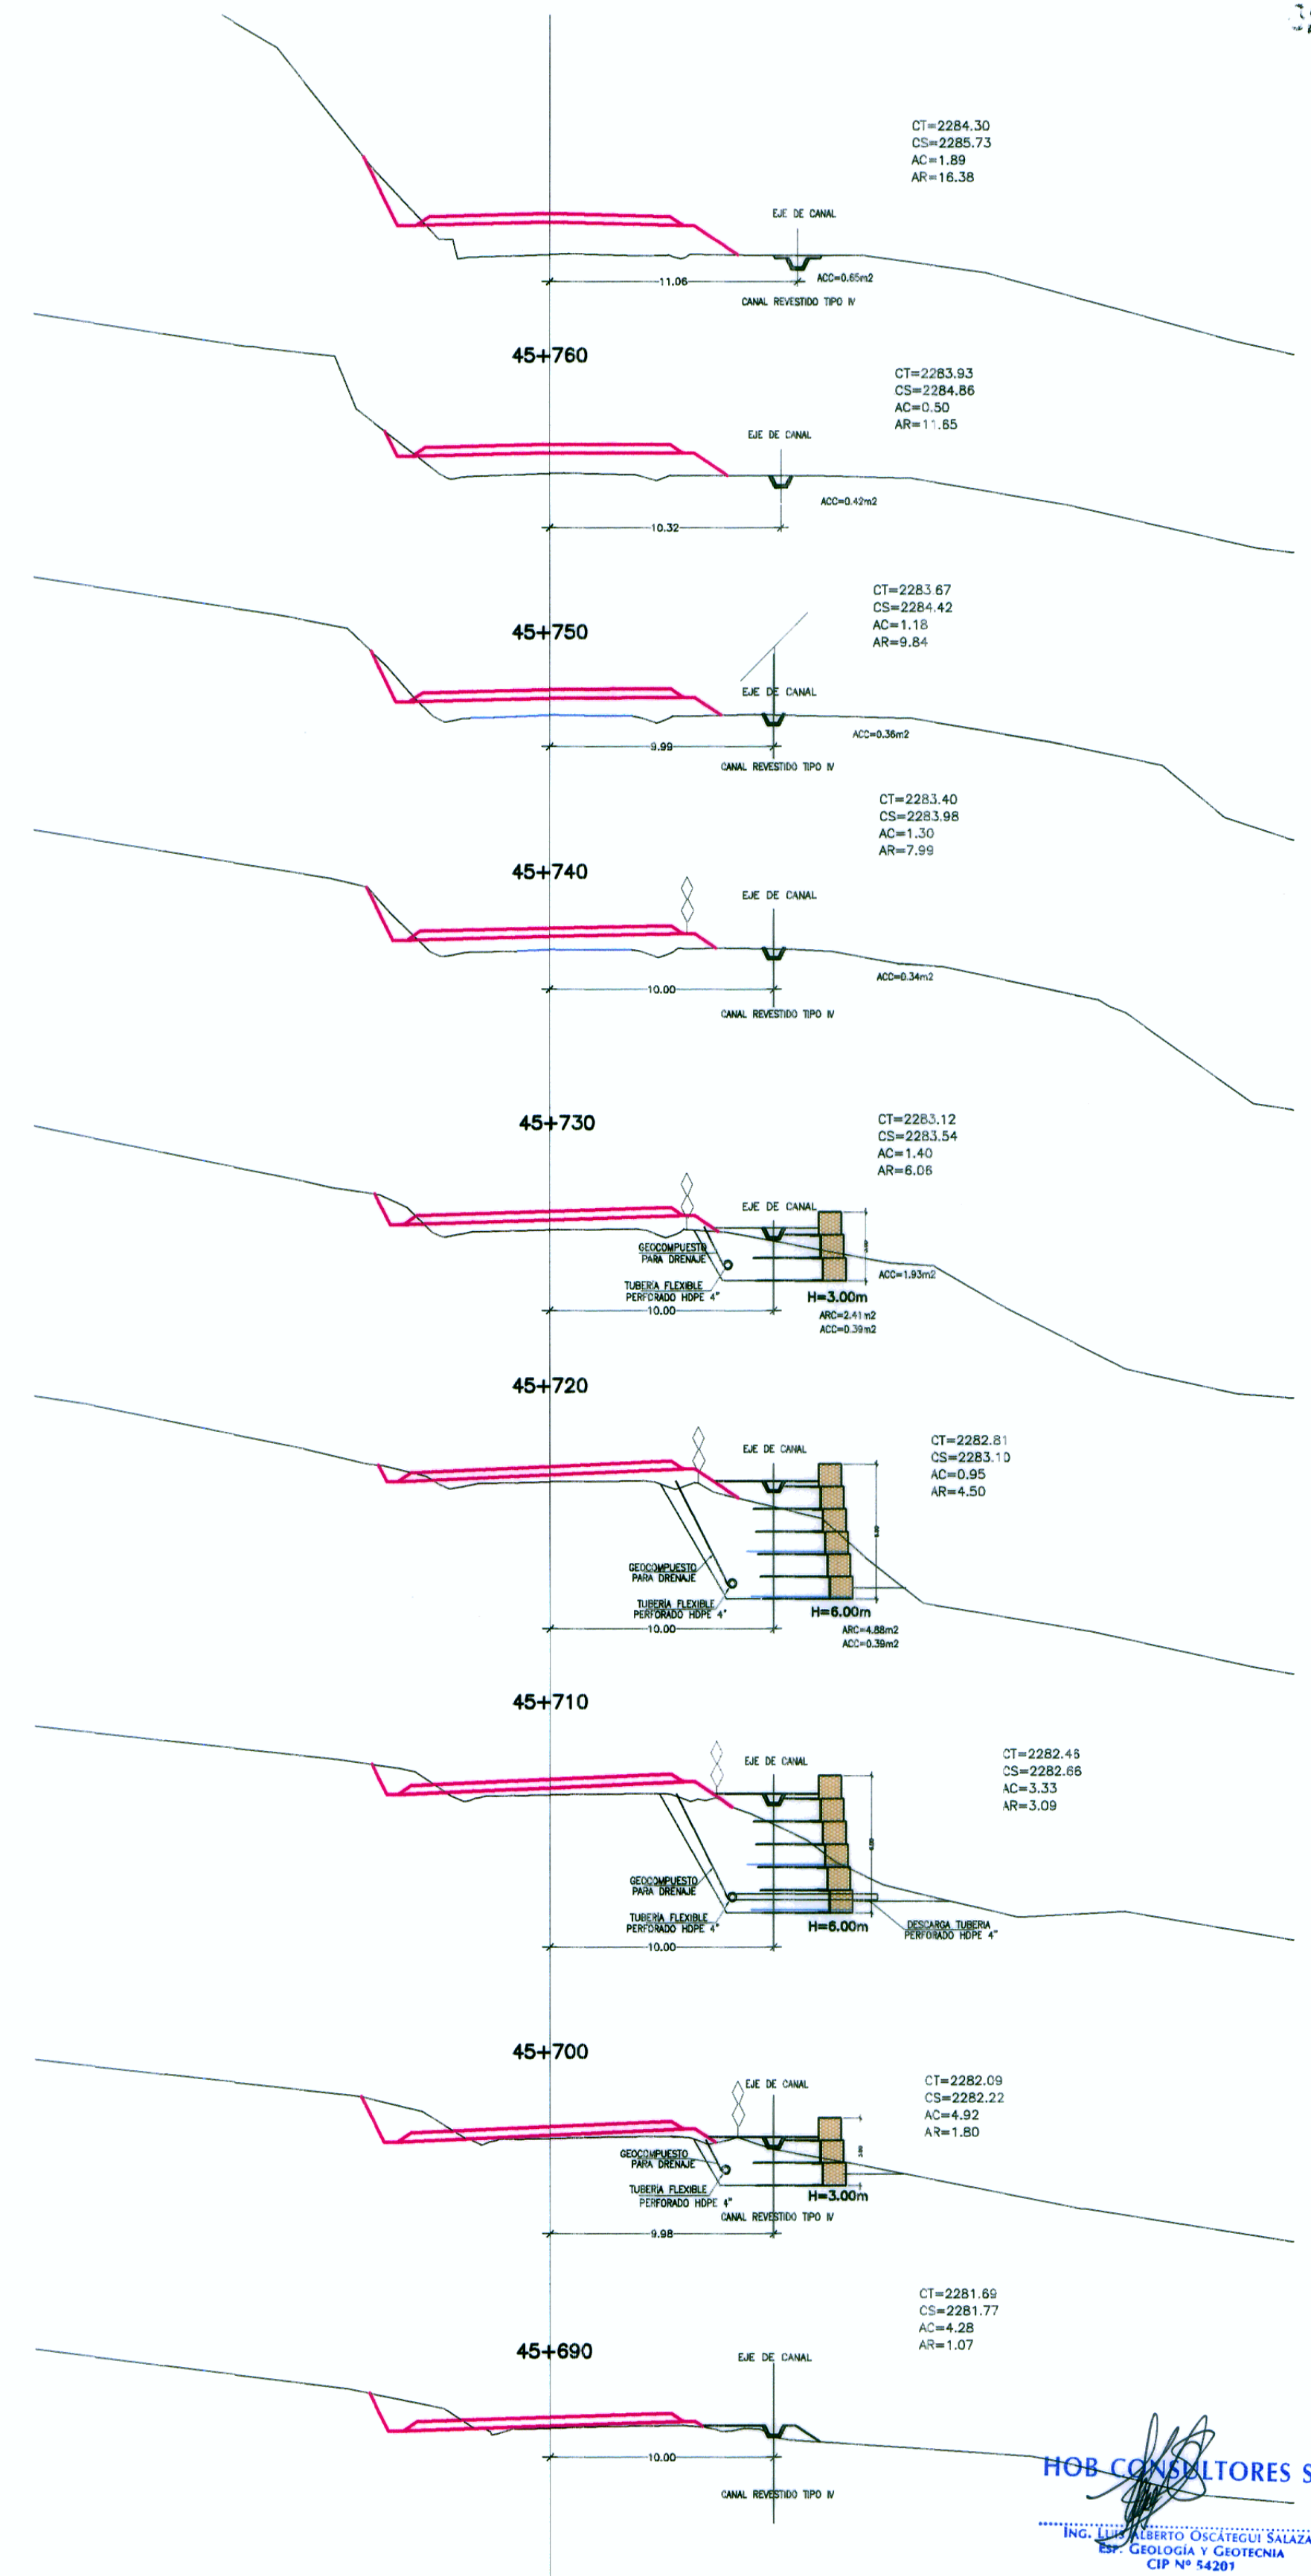 CT=2284.30
CS=2285.73
AC=1.89
AR=16.38
EJE DE CANAL
11.06
ACC=0.65m2
CANAL REVESTIDO TIPO IV
45+760
CT=2283.93
CS=2284.86
AC=0.50
AR=11.65
EJE DE CANAL
ACC=0.42m2
10.32
45+750
CT=2283.67
CS=2284.42
AC=1.18
AR=9.84
EJE DE CANAL
ACC=0.36m2
9.99
CANAL REVESTIDO TIPO IV
45+740
CT=2283.40
CS=2283.98
AC=1.30
AR=7.99
EJE DE CANAL
ACC=0.34m2
10.00
CANAL REVESTIDO TIPO IV
45+730
CT=2283.12
CS=2283.54
AC=1.40
AR=6.06
EJE DE CANAL
GEOCOMPUESTO
PARA DRENAJE
ACC=1.93m2
TUBERÍA FLEXIBLE
PERFORADO HDPE 4"
H=3.00m
10.00
ARC=2.41m2
ACC=0.39m2
45+720
CT=2282.81
CS=2283.10
AC=0.95
AR=4.50
EJE DE CANAL
GEOCOMPUESTO
PARA DRENAJE
TUBERÍA FLEXIBLE
PERFORADO HDPE 4"
H=6.00m
10.00
ARC=4.88m2
ACC=0.39m2
45+710
CT=2282.46
CS=2282.66
AC=3.33
AR=3.09
EJE DE CANAL
GEOCOMPUESTO
PARA DRENAJE
TUBERÍA FLEXIBLE
PERFORADO HDPE 4"
H=6.00m
DESCARGA TUBERIA
PERFORADO HDPE 4"
10.00
45+700
CT=2282.09
CS=2282.22
AC=4.92
AR=1.80
EJE DE CANAL
GEOCOMPUESTO
PARA DRENAJE
TUBERÍA FLEXIBLE
PERFORADO HDPE 4"
H=3.00m
CANAL REVESTIDO TIPO IV
9.98
45+690
CT=2281.69
CS=2281.77
AC=4.28
AR=1.07
EJE DE CANAL
10.00
CANAL REVESTIDO TIPO IV
HOB CONSULTORES S
ING. LUIS ALBERTO OSCÁTEGUI SALAZA
ESP. GEOLOGÍA Y GEOTECNIA
CIP Nº 54201